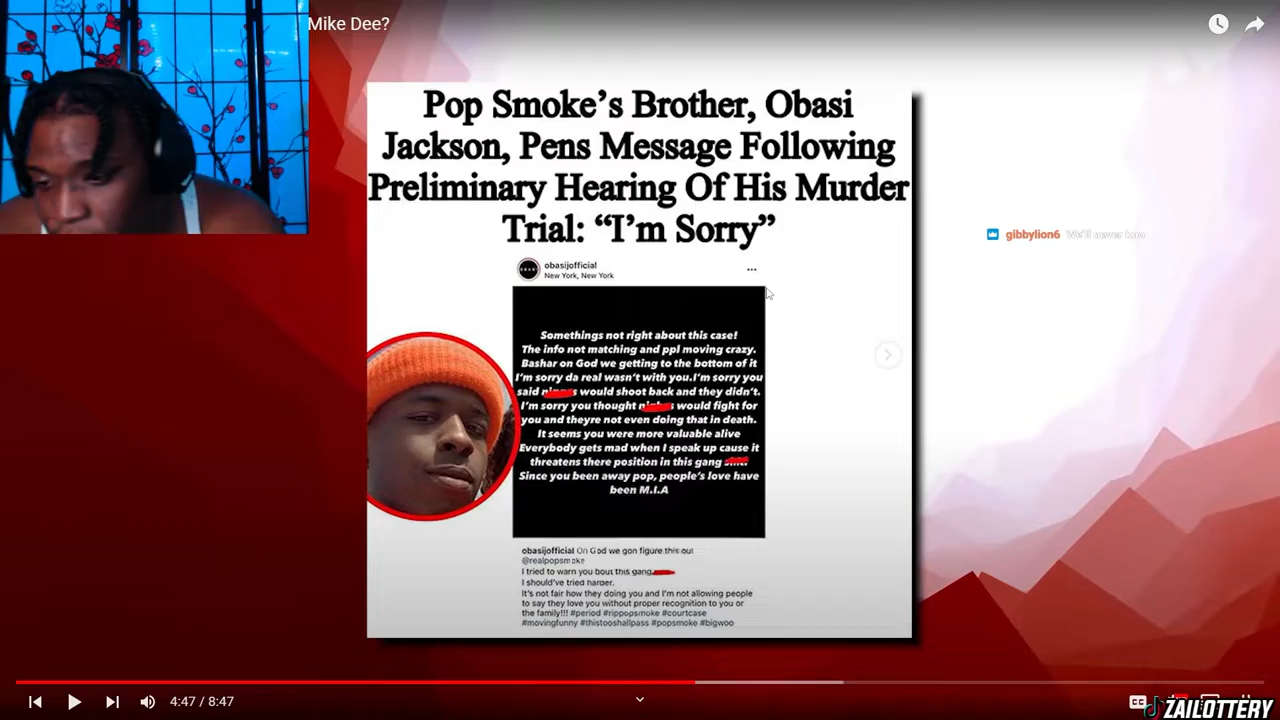 Mike Dee?
Pop Smoke’s Brother, Obasi
Jackson, Pens Message Following
Preliminary Hearing Of His Murder
Trial: “I’m Sorry”
obasijofficial
New York, New York
gibbylion6 We'll never kno
Somethings not right about this case!
The info not matching and ppl moving crazy.
Bashar on God we getting to the bottom of it
I'm sorry da real wasn't with you.I'm sorry you
said s would shoot back and they didn't.
I'm sorry you thought s would fight for
you and theyre not even doing that in death.
It seems you were more valuable alive
Everybody gets mad when I speak up cause it
threatens there position in this gang
Since you been away pop, people's love have
been M.I.A
obasijofficial On God we gon figure this out
@realpopsmoke
I tried to warn you bout this gang
I should've tried harder.
It's not fair how they doing you and I'm not allowing people
to say they love you without proper recognition to you or
the family!!! #period #rippopsmoke #courtcase
#movingfunny #thistooshallpass #popsmoke #bigwoo
4:47 / 8:47
CC
ZAILOTTERY